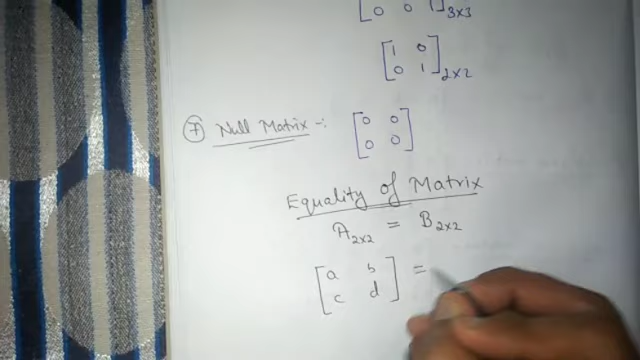 0 0 1 3x3
1 0
0 1 2x2
⑦ Null Matrix -: 0 0
0 0
Equality of Matrix
A2x2 = B2x2
a b =
c d